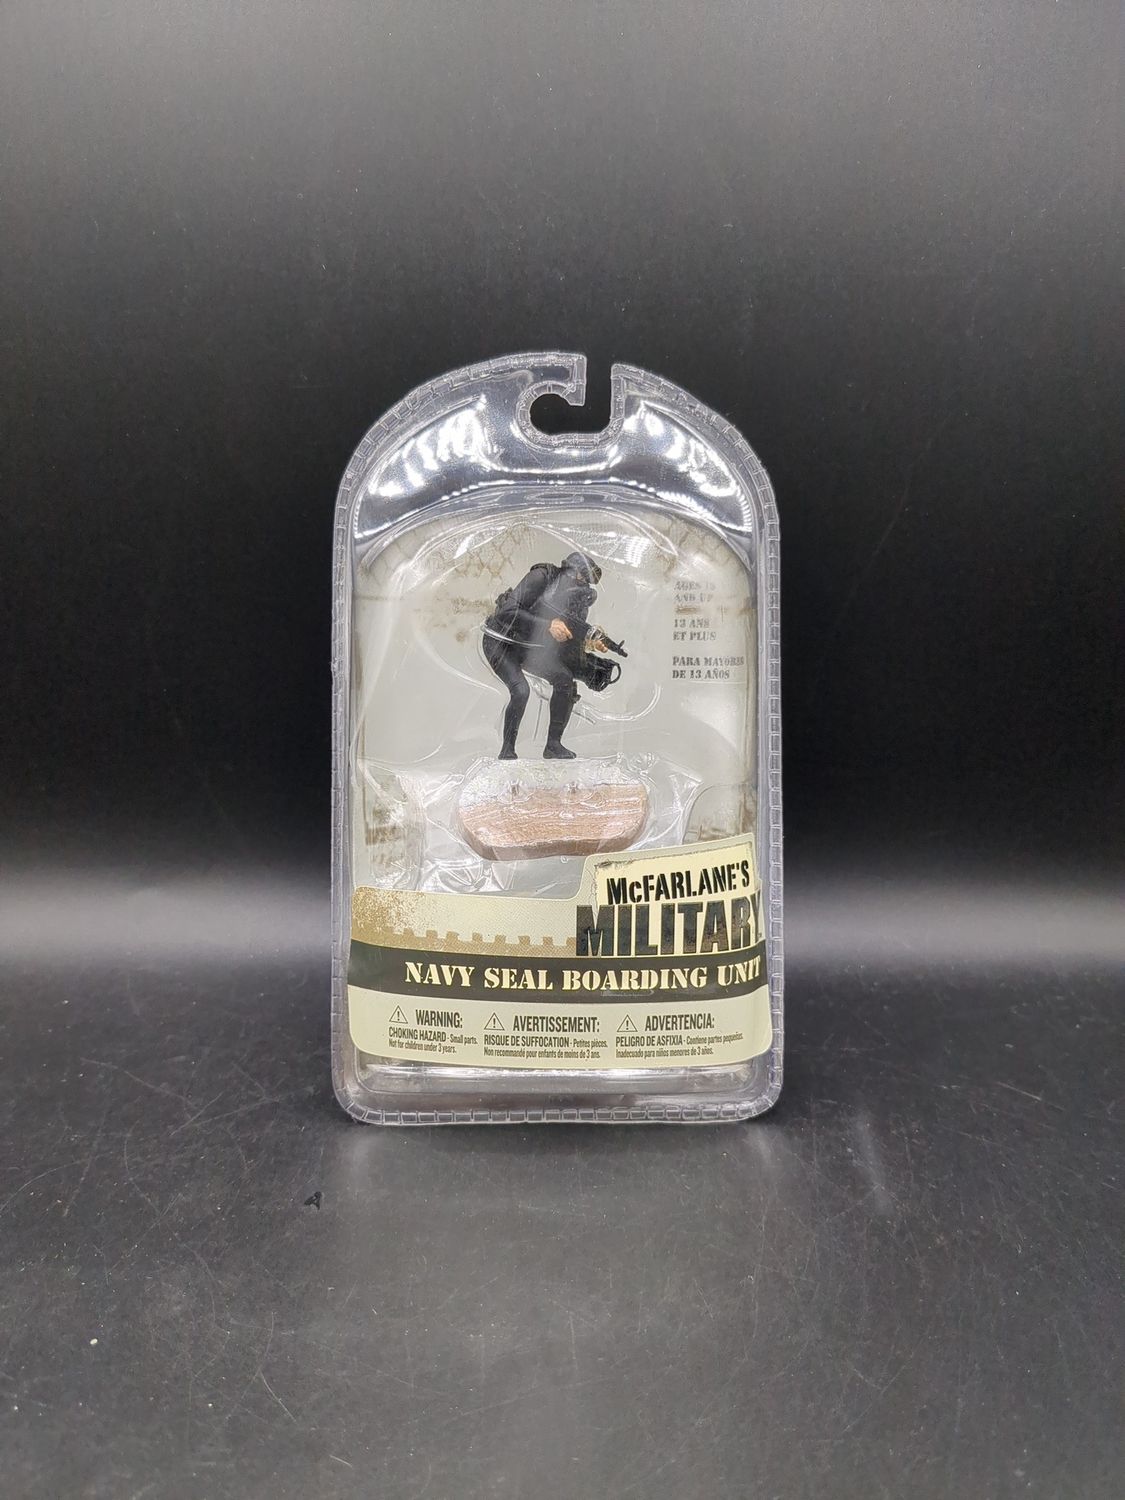 AGES 13
AND UP
13 ANS
ET PLUS
PARA MAYORES
DE 13 AÑOS
McFARLANE'S
MILITARY
NAVY SEAL BOARDING UNIT
WARNING:
CHOKING HAZARD - Small parts.
Not for children under 3 years.
AVERTISSEMENT:
RISQUE DE SUFFOCATION - Petites pièces.
Non recommandé pour enfants de moins de 3 ans.
ADVERTENCIA:
PELIGRO DE ASFIXIA - Contiene partes pequeñas.
Inadecuado para niños menores de 3 años.